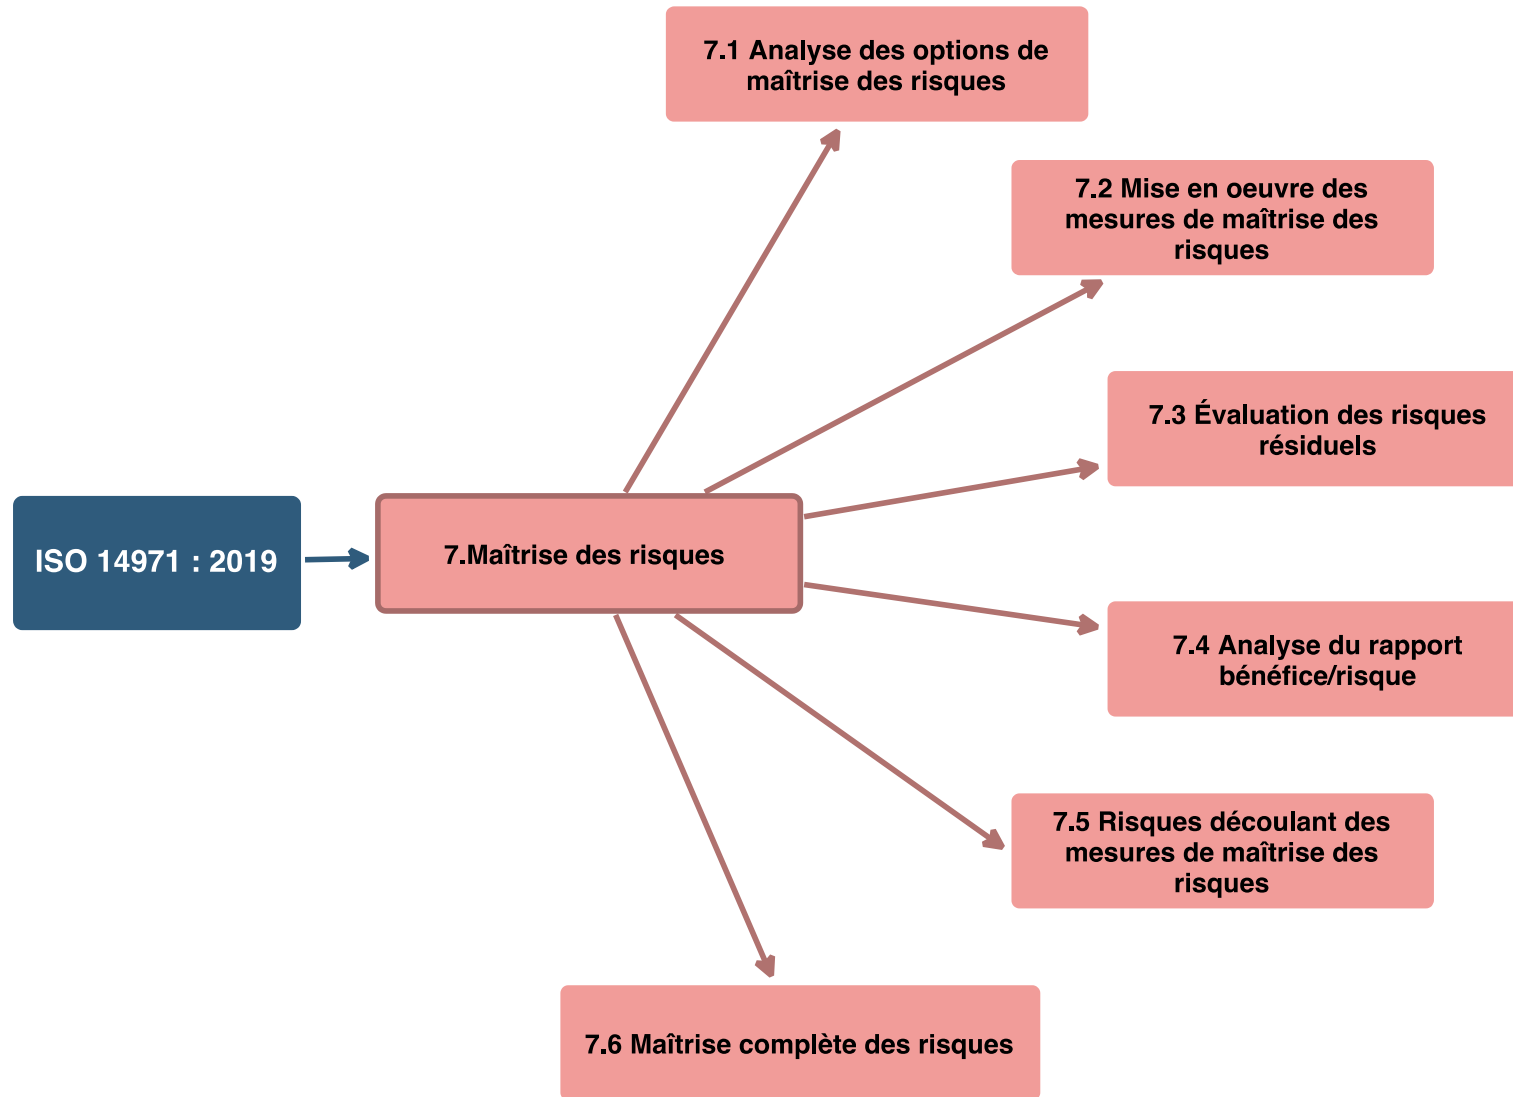 7.1 Analyse des options de
maîtrise des risques
7.2 Mise en oeuvre des
mesures de maîtrise des
risques
7.3 Évaluation des risques
résiduels
ISO 14971 : 2019
7.Maîtrise des risques
7.4 Analyse du rapport
bénéfice/risque
7.5 Risques découlant des
mesures de maîtrise des
risques
7.6 Maîtrise complète des risques